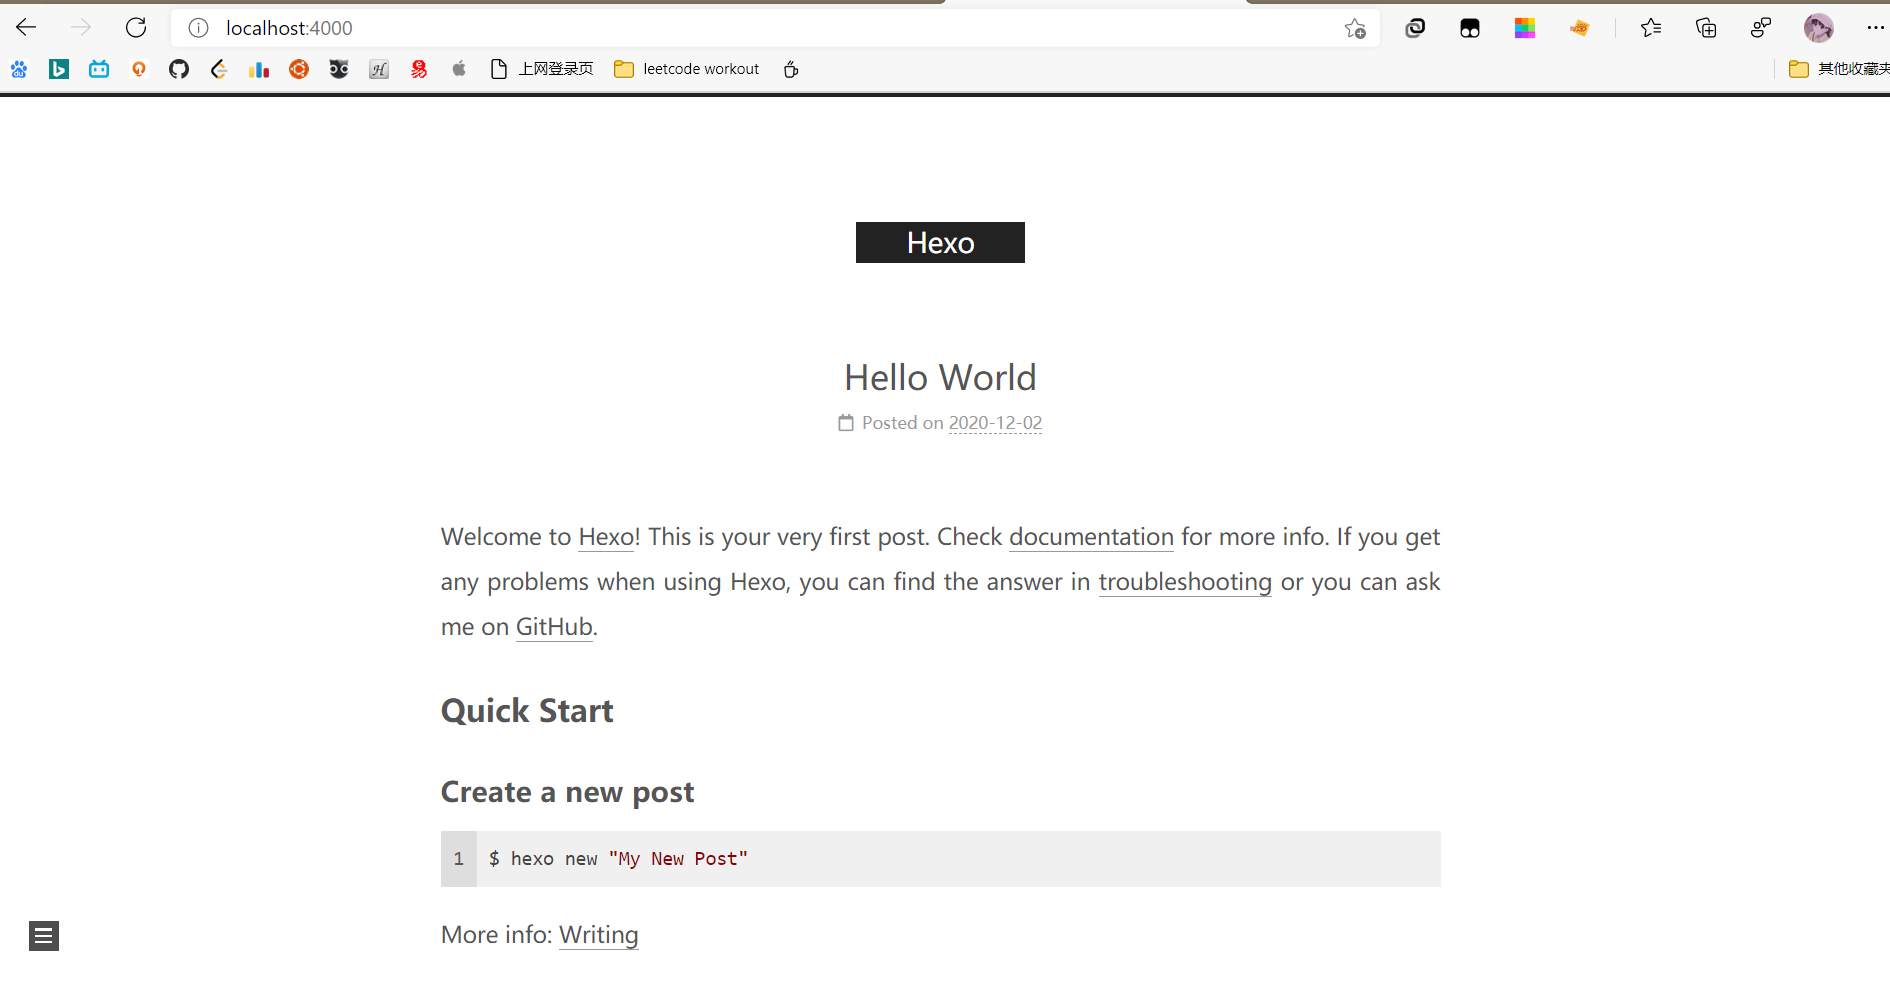 localhost:4000
上网登录页 leetcode workout 其他收藏夹
Hexo
Hello World
Posted on 2020-12-02
Welcome to Hexo! This is your very first post. Check documentation for more info. If you get
any problems when using Hexo, you can find the answer in troubleshooting or you can ask
me on GitHub.
Quick Start
Create a new post
1 $ hexo new "My New Post"
More info: Writing